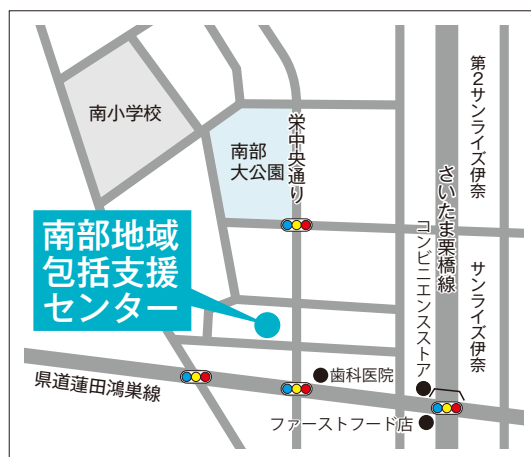 南小学校
南部
大公園
栄中央通り
第2サンライズ伊奈
さいたま栗橋線
コンビニエンスストア
サンライズ伊奈
南部地域
包括支援
センター
県道蓮田鴻巣線
歯科医院
ファーストフード店